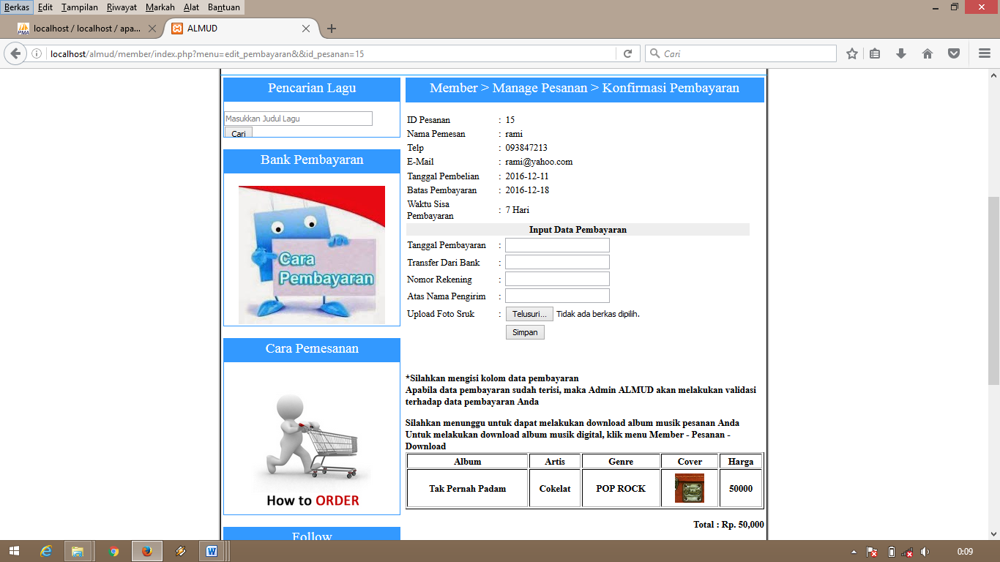 Berkas Edit Tampilan Riwayat Markah Alat Bantuan
localhost / localhost / apa... ALMUD
localhost/almud/member/index.php?menu=edit_pembayaran&&id_pesanan=15
Cari
Pencarian Lagu
Masukkan Judul Lagu
Cari
Bank Pembayaran
Cara
Pembayaran
Cara Pemesanan
How to ORDER
Follow
Member > Manage Pesanan > Konfirmasi Pembayaran
ID Pesanan : 15
Nama Pemesan : rami
Telp : 093847213
E-Mail : rami@yahoo.com
Tanggal Pembelian : 2016-12-11
Batas Pembayaran : 2016-12-18
Waktu Sisa
Pembayaran : 7 Hari
Input Data Pembayaran
Tanggal Pembayaran :
Transfer Dari Bank :
Nomor Rekening :
Atas Nama Pengirim :
Upload Foto Sruk : Telusuri... Tidak ada berkas dipilih.
Simpan
*Silahkan mengisi kolom data pembayaran
Apabila data pembayaran sudah terisi, maka Admin ALMUD akan melakukan validasi
terhadap data pembayaran Anda
Silahkan menunggu untuk dapat melakukan download album musik pesanan Anda
Untuk melakukan download album musik digital, klik menu Member - Pesanan -
Download
Album Artis Genre Cover Harga
Tak Pernah Padam Cokelat POP ROCK 50000
Total : Rp. 50,000
0:09